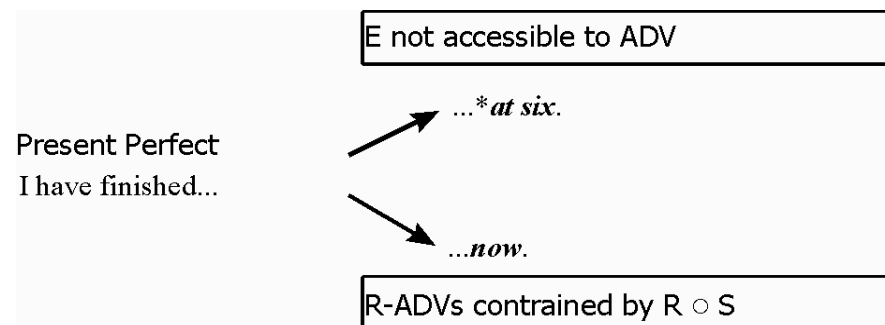 E not accessible to ADV
...*at six.
Present Perfect
I have finished...
...now.
R-ADVs contrained by R ○ S